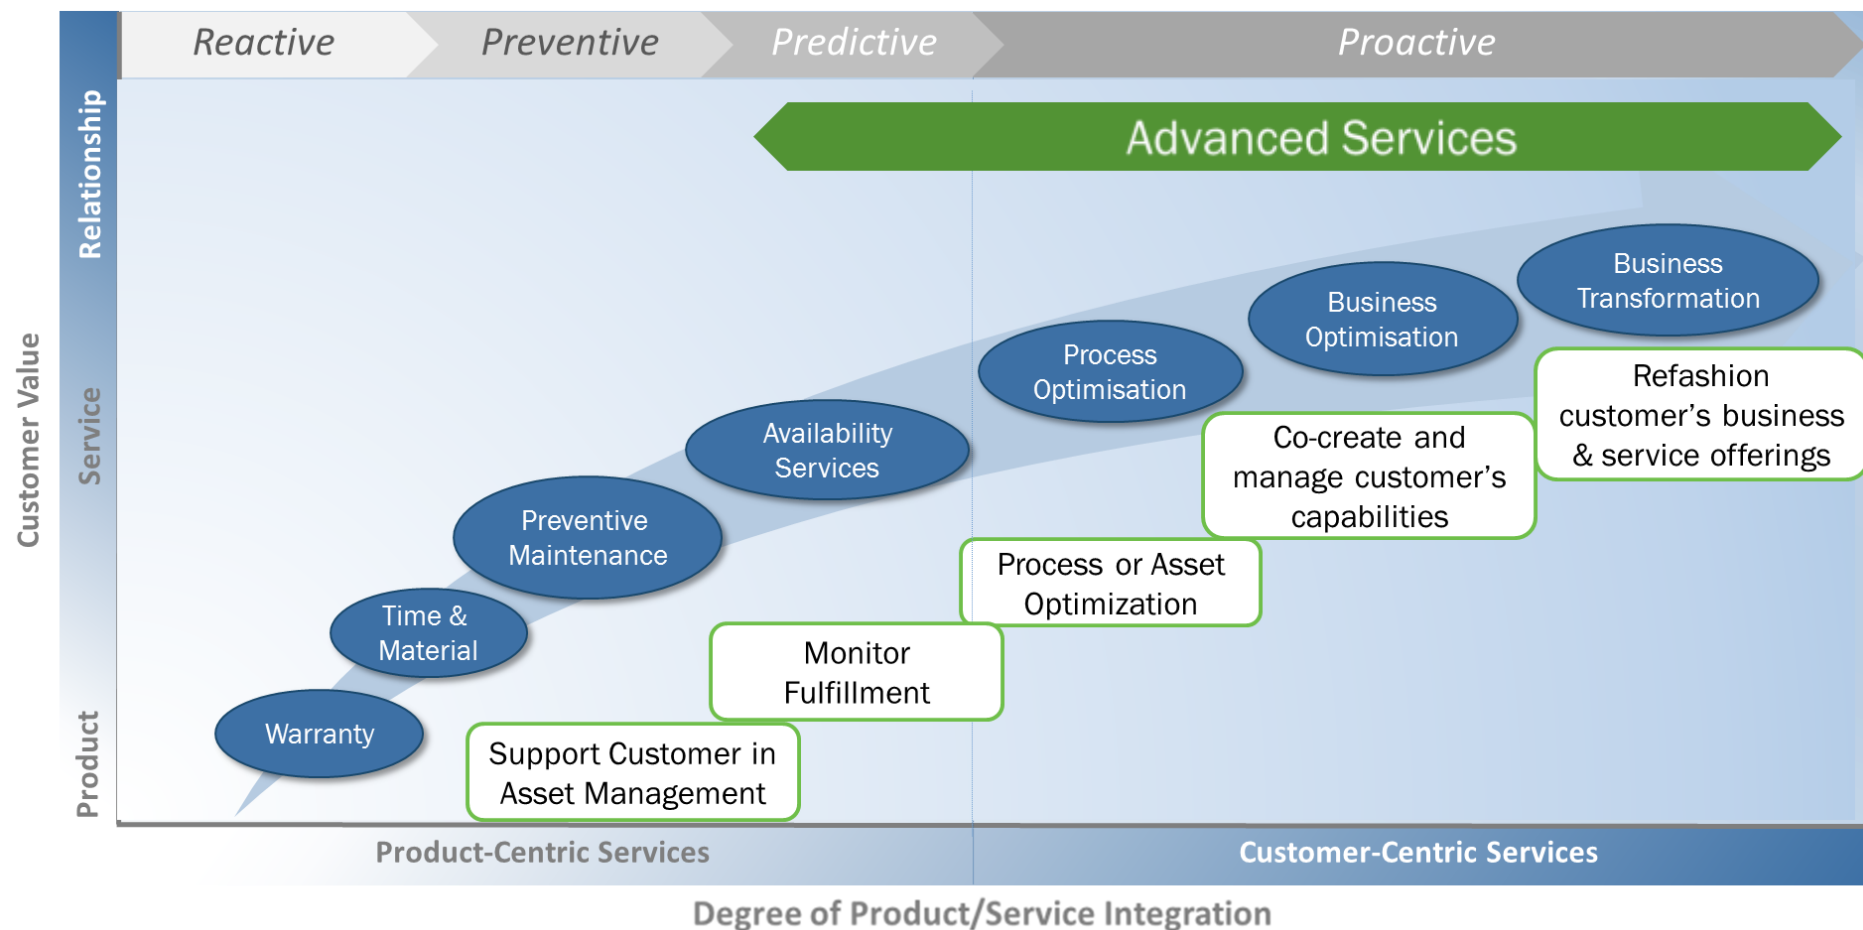 Reactive
Preventive
Predictive
Proactive
Advanced Services
Relationship
Service
Product
Customer Value
Business
Transformation
Business
Optimisation
Process
Optimisation
Availability
Services
Preventive
Maintenance
Time &
Material
Warranty
Refashion
customer's business
& service offerings
Co-create and
manage customer's
capabilities
Process or Asset
Optimization
Monitor
Fulfillment
Support Customer in
Asset Management
Product-Centric Services
Customer-Centric Services
Degree of Product/Service Integration